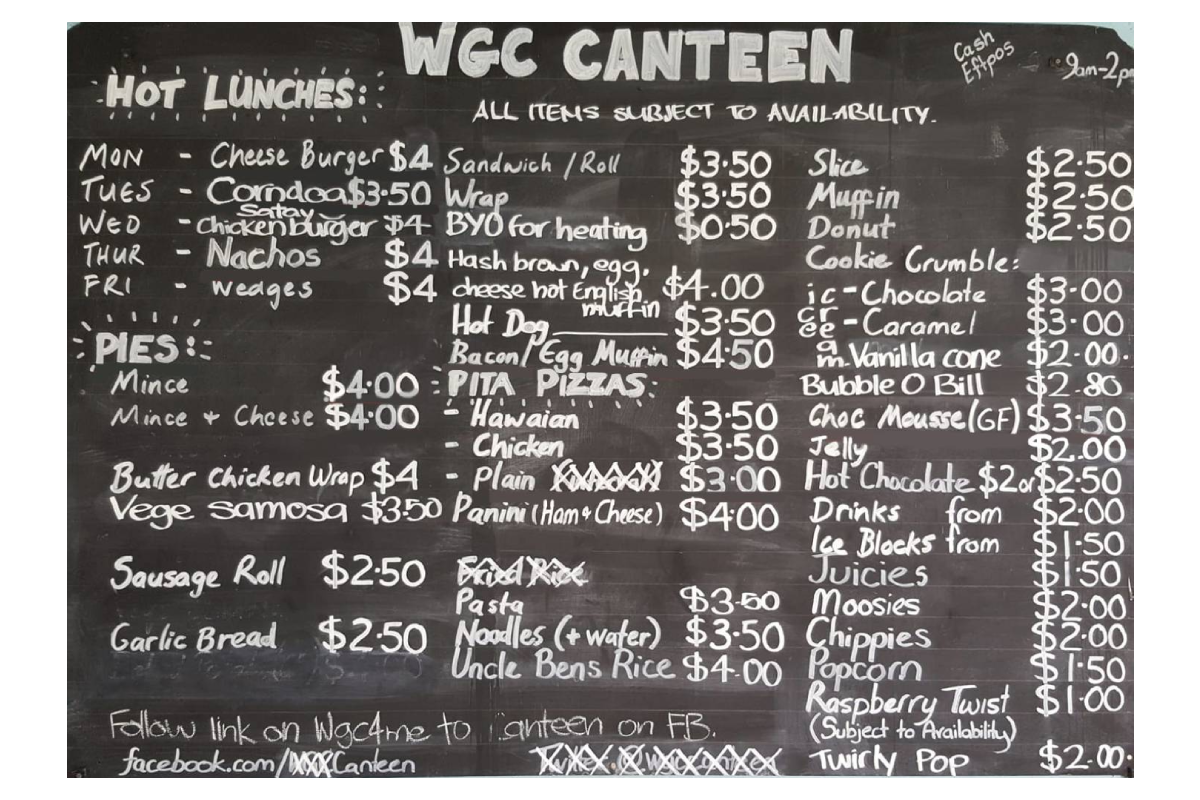 WGC CANTEEN
Cash
Eftpos
9am-2pm
HOT LUNCHES:
ALL ITEMS SUBJECT TO AVAILABILITY.
MON - Cheese Burger $4
TUES - Corndog $3.50
WED - Satay Chicken burger $4
THUR - Nachos $4
FRI - Wedges $4
PIES:
Mince $4.00
Mince + Cheese $4.00
Butter Chicken Wrap $4
Vege Samosa $3.50
Sausage Roll $2.50
Garlic Bread $2.50
Sandwich / Roll $3.50
Wrap $3.50
BYO for heating $0.50
Hash brown, egg,
cheese hot English $4.00
muffin
Hot Dog $3.50
Bacon/Egg Muffin $4.50
PITA PIZZAS:
- Hawaian $3.50
- Chicken $3.50
- Plain $3.00
Panini (Ham + Cheese) $4.00
Fried Rice
Pasta $3.50
Noodles (+ water) $3.50
Uncle Bens Rice $4.00
Slice $2.50
Muffin $2.50
Donut $2.50
Cookie Crumble:
ice cream
- Chocolate $3.00
- Caramel $3.00
Vanilla cone $2.00.
Bubble O Bill $2.80
Choc Mousse (GF) $3.50
Jelly $2.00
Hot Chocolate $2 or $2.50
Drinks from $2.00
Ice Blocks from $1.50
Juicies $1.50
Moosies $2.00
Chippies $2.00
Popcorn $1.50
Raspberry Twist $1.00
(Subject to Availability)
Twirly Pop $2.00.
Follow link on Wgc4me to Canteen on FB.
facebook.com/ Canteen
Twitter @wgccanteen